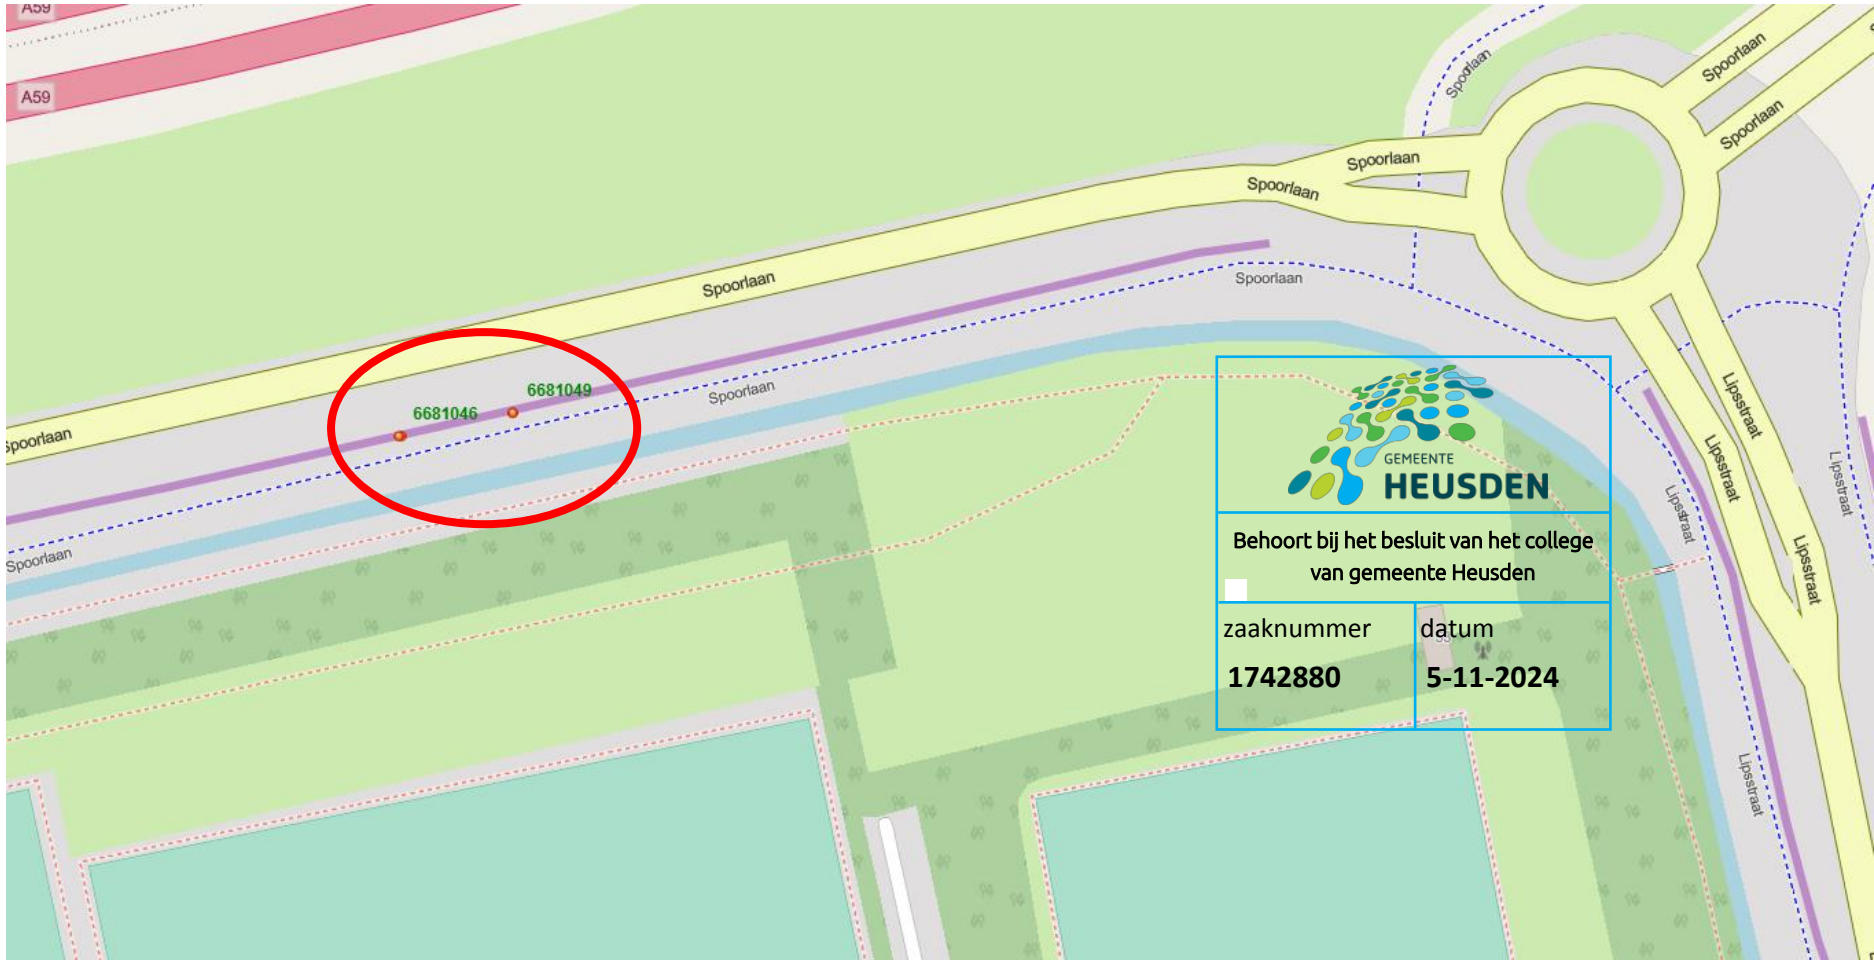 A59
A59
Spoorlaan
Spoorlaan
Spoorlaan
Spoorlaan
Spoorlaan
Spoorlaan
Spoorlaan
Spoorlaan
6681049
6681046
Spoorlaan
Spoorlaan
Spoorlaan
Lipsstraat
Lipsstraat
Lipsstraat
Lipsstraat
Lipsstraat
Lipsstraat
GEMEENTE
HEUSDEN
Behoort bij het besluit van het college
van gemeente Heusden
zaaknummer
datum
1742880
5-11-2024